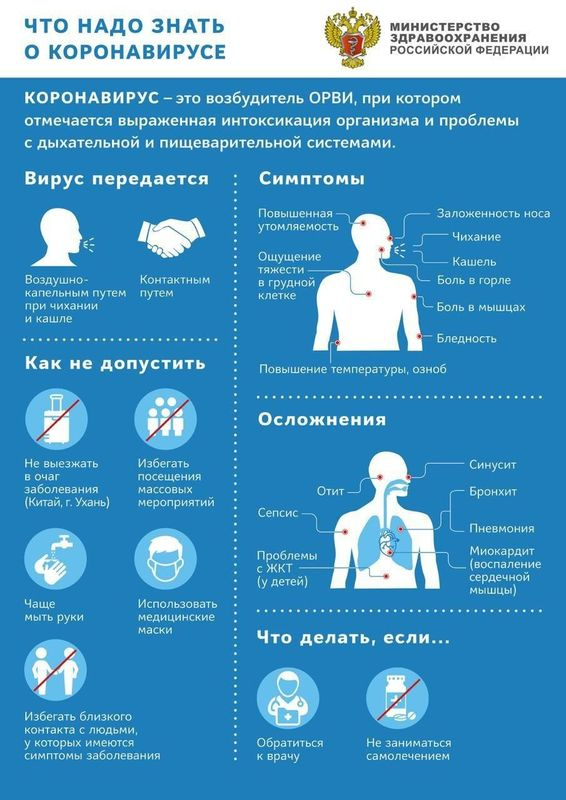 ЧТО НАДО ЗНАТЬ
О КОРОНАВИРУСЕ
МИНИСТЕРСТВО
ЗДРАВООХРАНЕНИЯ
РОССИЙСКОЙ ФЕДЕРАЦИИ
КОРОНАВИРУС – это возбудитель ОРВИ, при котором
отмечается выраженная интоксикация организма и проблемы
с дыхательной и пищеварительной системами.
Вирус передается
Воздушно-
капельным путем
при чихании
и кашле
Контактным
путем
Как не допустить
Не выезжать
в очаг
заболевания
(Китай, г. Ухань)
Избегать
посещения
массовых
мероприятий
Чаще
мыть руки
Использовать
медицинские
маски
Избегать близкого
контакта с людьми,
у которых имеются
симптомы заболевания
Симптомы
Повышенная
утомляемость
Ощущение
тяжести
в грудной
клетке
Заложенность носа
Чихание
Кашель
Боль в горле
Боль в мышцах
Бледность
Повышение температуры, озноб
Осложнения
Отит
Сепсис
Проблемы
с ЖКТ
(у детей)
Синусит
Бронхит
Пневмония
Миокардит
(воспаление
сердечной
мышцы)
Что делать, если...
Обратиться
к врачу
Не заниматься
самолечением